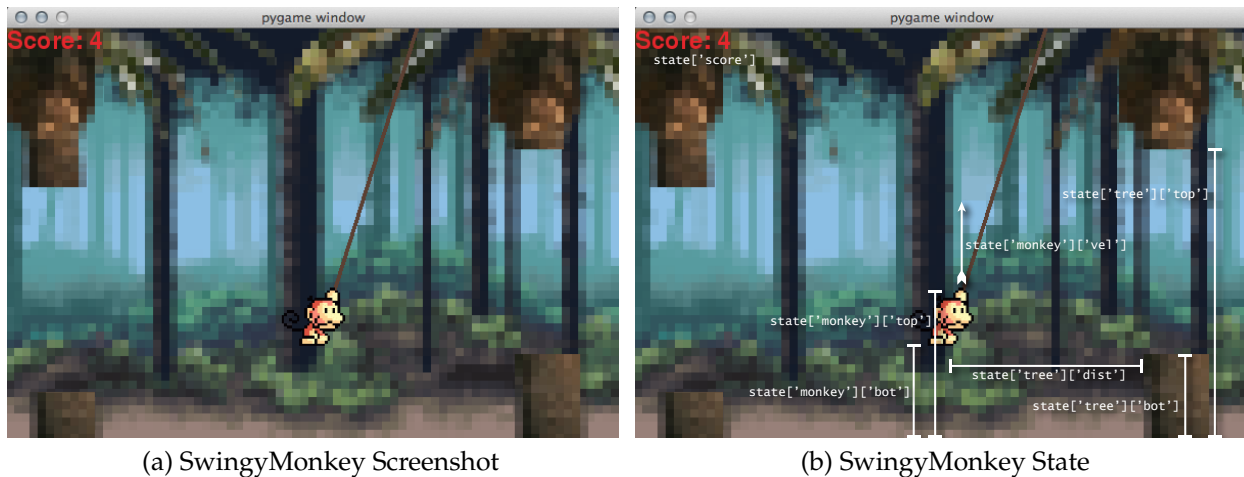 pygame window
Score: 4
(a) SwingyMonkey Screenshot
pygame window
Score: 4
state['score']
state['tree']['top']
state['monkey']['vel']
state['monkey']['top']
state['tree']['dist']
state['monkey']['bot']
state['tree']['bot']
(b) SwingyMonkey State